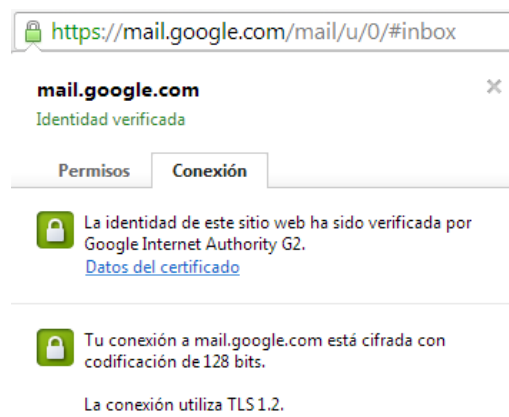 https://mail.google.com/mail/u/0/#inbox
mail.google.com
Identidad verificada
Permisos Conexión
La identidad de este sitio web ha sido verificada por
Google Internet Authority G2.
Datos del certificado
Tu conexión a mail.google.com está cifrada con
codificación de 128 bits.
La conexión utiliza TLS 1.2.